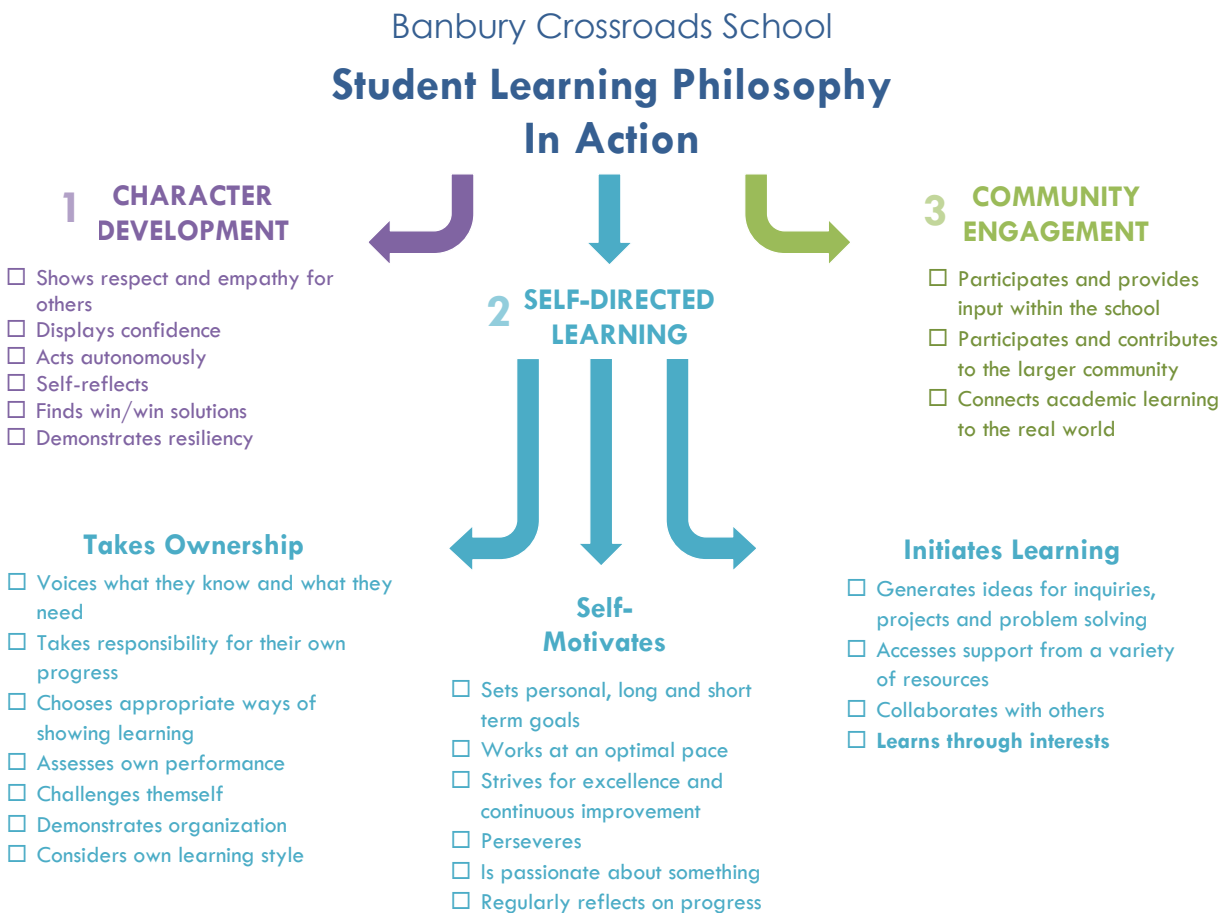 Banbury Crossroads School
Student Learning Philosophy
In Action
1
CHARACTER
DEVELOPMENT
☐ Shows respect and empathy for
others
☐ Displays confidence
☐ Acts autonomously
☐ Self-reflects
☐ Finds win/win solutions
☐ Demonstrates resiliency
2
SELF-DIRECTED
LEARNING
3
COMMUNITY
ENGAGEMENT
☐ Participates and provides
input within the school
☐ Participates and contributes
to the larger community
☐ Connects academic learning
to the real world
Takes Ownership
☐ Voices what they know and what they
need
☐ Takes responsibility for their own
progress
☐ Chooses appropriate ways of
showing learning
☐ Assesses own performance
☐ Challenges themself
☐ Demonstrates organization
☐ Considers own learning style
Self-
Motivates
☐ Sets personal, long and short
term goals
☐ Works at an optimal pace
☐ Strives for excellence and
continuous improvement
☐ Perseveres
☐ Is passionate about something
☐ Regularly reflects on progress
Initiates Learning
☐ Generates ideas for inquiries,
projects and problem solving
☐ Accesses support from a variety
of resources
☐ Collaborates with others
☐ Learns through interests